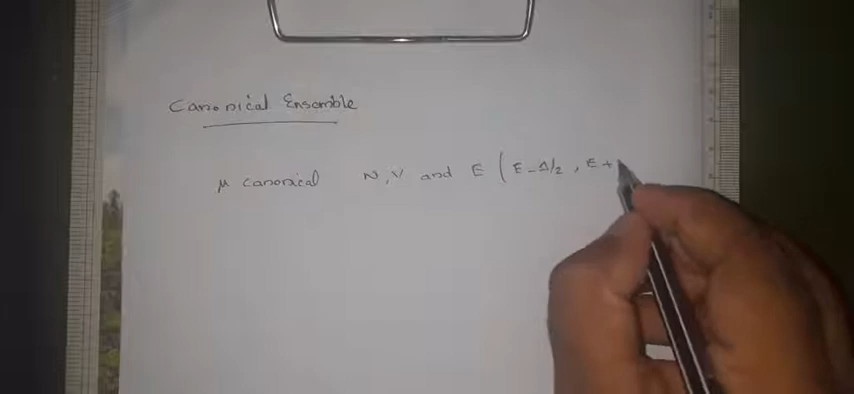 Canonical Ensemble
μ canonical N, V and E (E - Δ/2 , E +